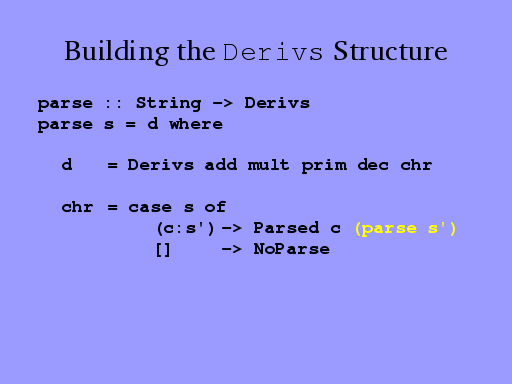 Building the Derivs Structure
parse :: String -> Derivs
parse s = d where
d = Derivs add mult prim dec chr
chr = case s of
(c:s') -> Parsed c (parse s')
[] -> NoParse